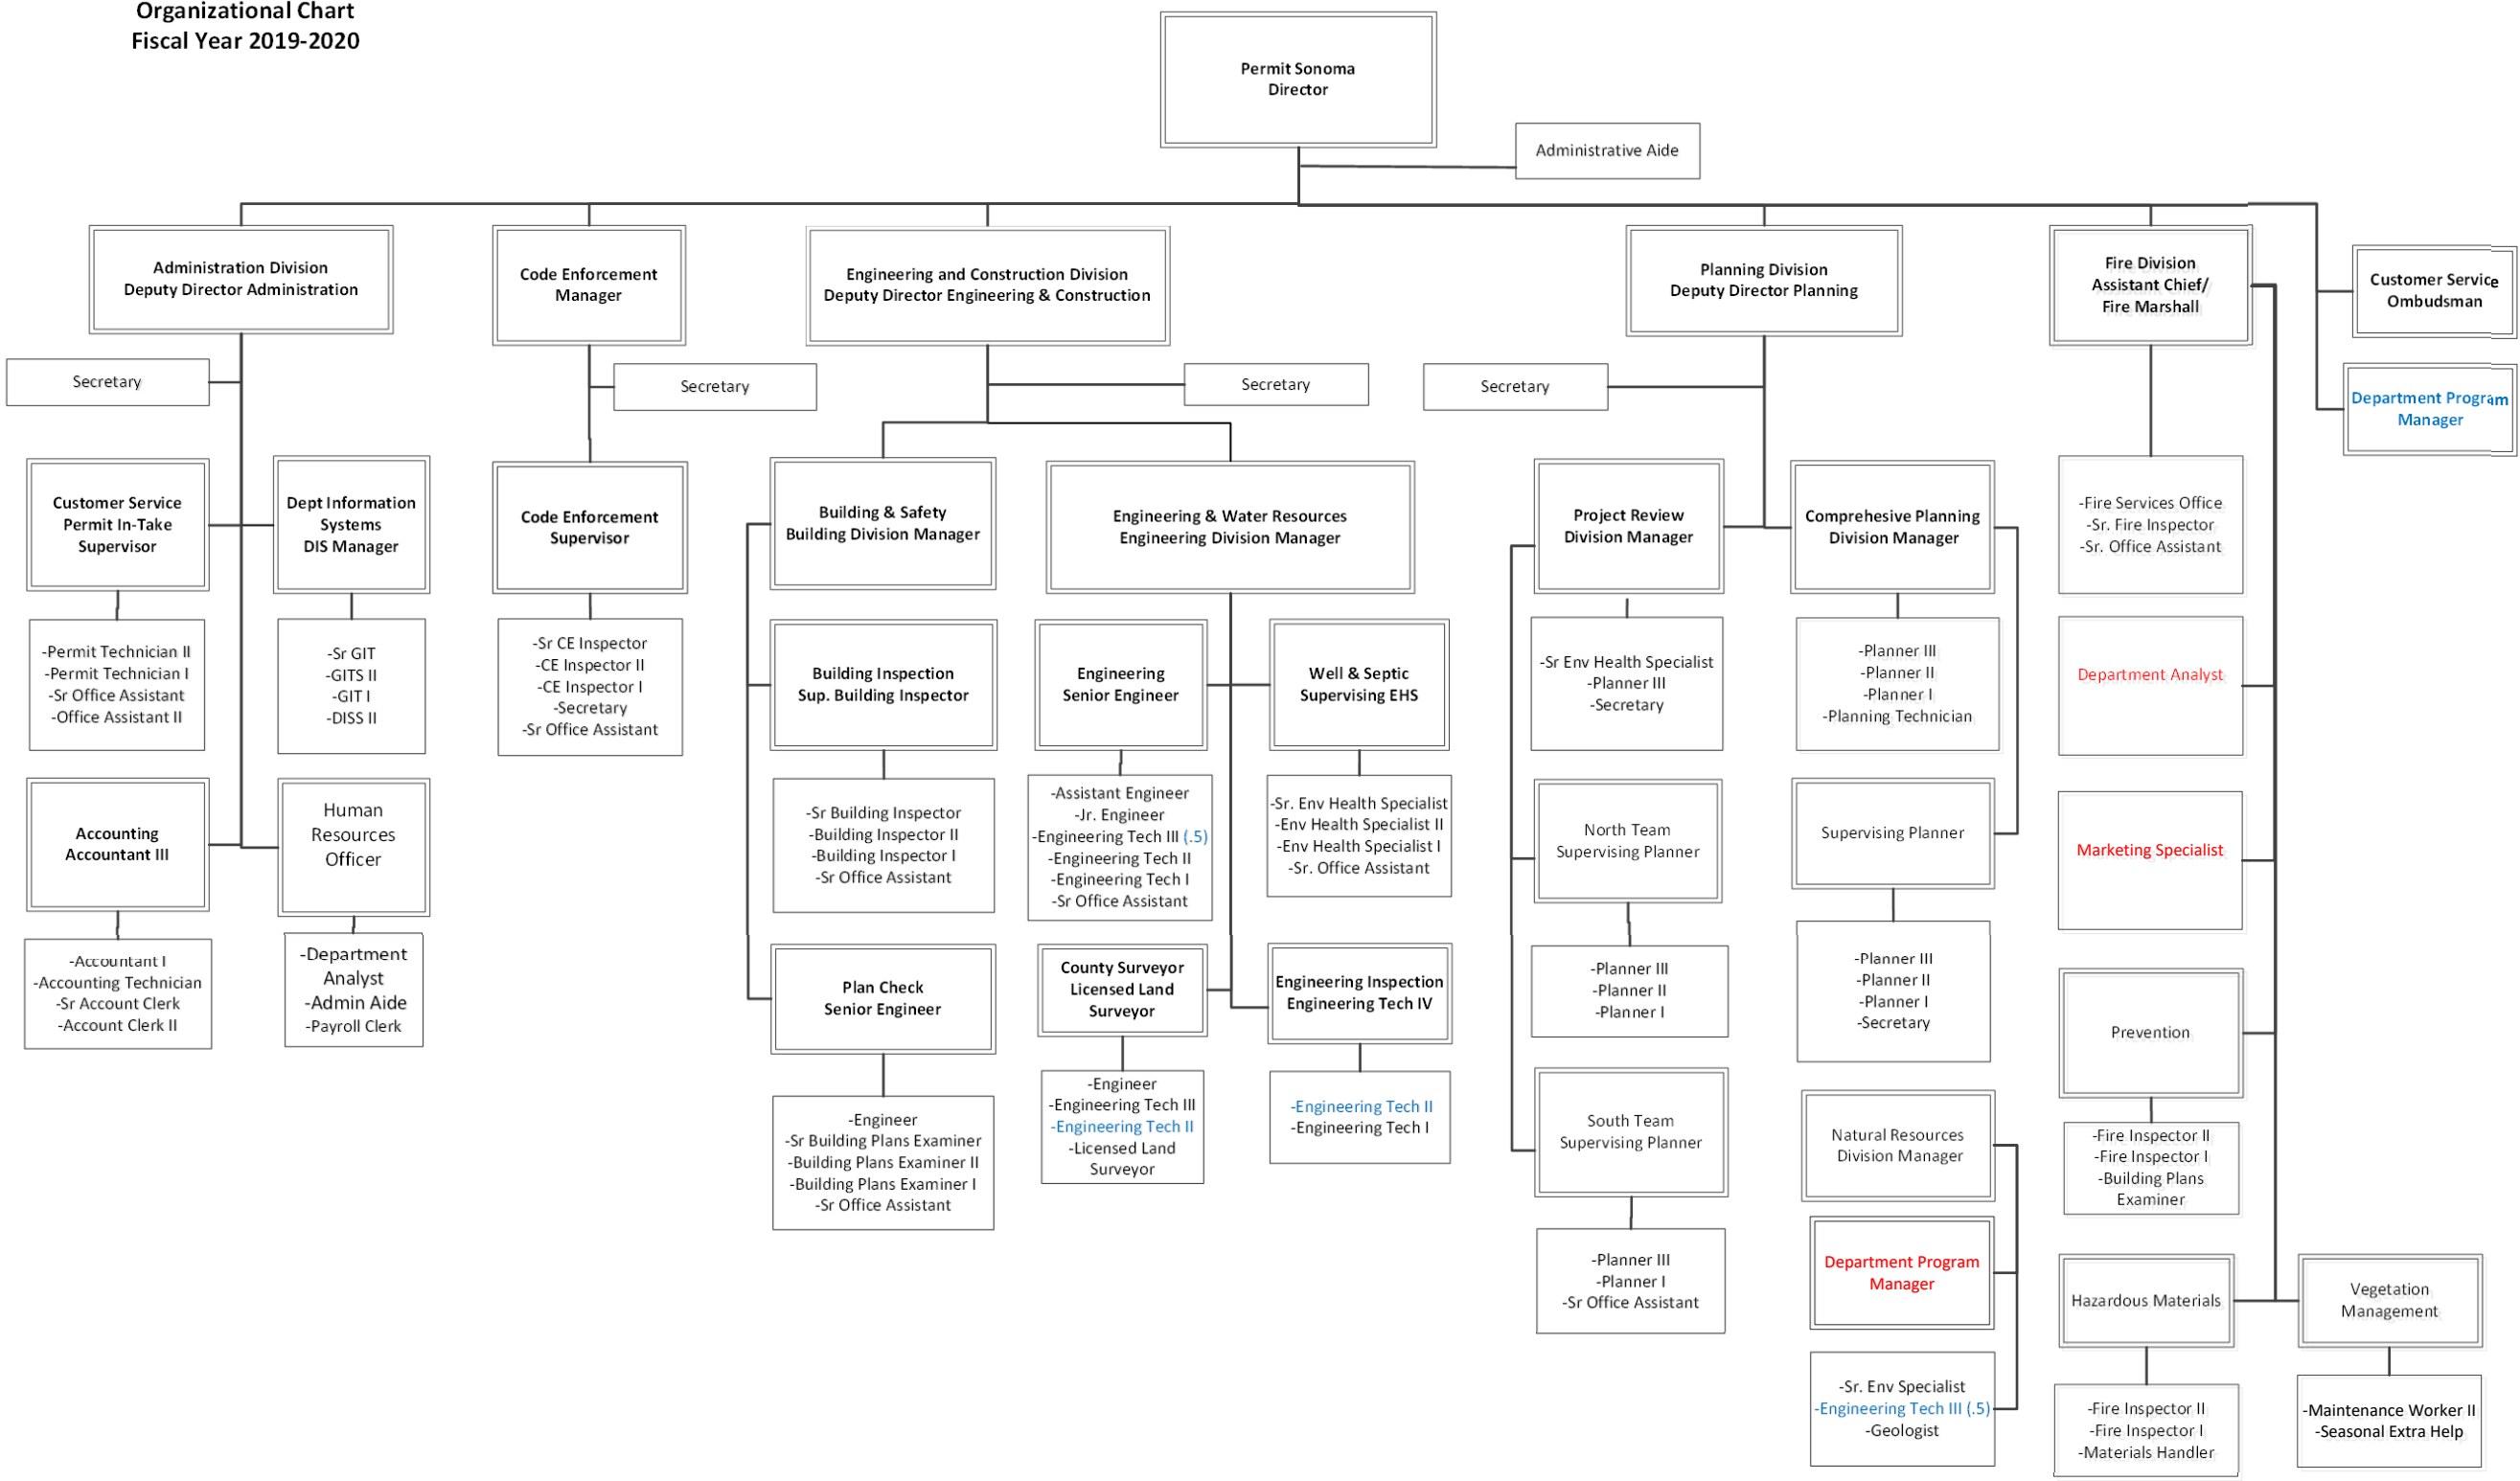 Organizational Chart
Fiscal Year 2019-2020
Permit Sonoma
Director
Administrative Aide
Administration Division
Deputy Director Administration
Code Enforcement
Manager
Engineering and Construction Division
Deputy Director Engineering & Construction
Planning Division
Deputy Director Planning
Fire Division
Assistant Chief/
Fire Marshall
Customer Service
Ombudsman
Department Program
Manager
Secretary
Secretary
Secretary
Secretary
Customer Service
Permit In-Take
Supervisor
Dept Information
Systems
DIS Manager
Code Enforcement
Supervisor
Building & Safety
Building Division Manager
Engineering & Water Resources
Engineering Division Manager
Project Review
Division Manager
Comprehesive Planning
Division Manager
-Fire Services Office
-Sr. Fire Inspector
-Sr. Office Assistant
-Permit Technician II
-Permit Technician I
-Sr Office Assistant
-Office Assistant II
-Sr GIT
-GITS II
-GIT I
-DISS II
-Sr CE Inspector
-CE Inspector II
-CE Inspector I
-Secretary
-Sr Office Assistant
Building Inspection
Sup. Building Inspector
Engineering
Senior Engineer
Well & Septic
Supervising EHS
-Sr Env Health Specialist
-Planner III
-Secretary
-Planner III
-Planner II
-Planner I
-Planning Technician
Department Analyst
Accounting
Accountant III
Human
Resources
Officer
-Sr Building Inspector
-Building Inspector II
-Building Inspector I
-Sr Office Assistant
-Assistant Engineer
-Jr. Engineer
-Engineering Tech III (.5)
-Engineering Tech II
-Engineering Tech I
-Sr Office Assistant
-Sr. Env Health Specialist
-Env Health Specialist II
-Env Health Specialist I
-Sr. Office Assistant
North Team
Supervising Planner
Supervising Planner
Marketing Specialist
-Accountant I
-Accounting Technician
-Sr Account Clerk
-Account Clerk II
-Department
Analyst
-Admin Aide
-Payroll Clerk
Plan Check
Senior Engineer
County Surveyor
Licensed Land
Surveyor
Engineering Inspection
Engineering Tech IV
-Planner III
-Planner II
-Planner I
-Planner III
-Planner II
-Planner I
-Secretary
Prevention
-Engineer
-Sr Building Plans Examiner
-Building Plans Examiner II
-Building Plans Examiner I
-Sr Office Assistant
-Engineer
-Engineering Tech III
-Engineering Tech II
-Licensed Land
Surveyor
-Engineering Tech II
-Engineering Tech I
South Team
Supervising Planner
Natural Resources
Division Manager
-Fire Inspector II
-Fire Inspector I
-Building Plans
Examiner
-Planner III
-Planner I
-Sr Office Assistant
Department Program
Manager
Hazardous Materials
Vegetation
Management
-Sr. Env Specialist
-Engineering Tech III (.5)
-Geologist
-Fire Inspector II
-Fire Inspector I
-Materials Handler
-Maintenance Worker II
-Seasonal Extra Help